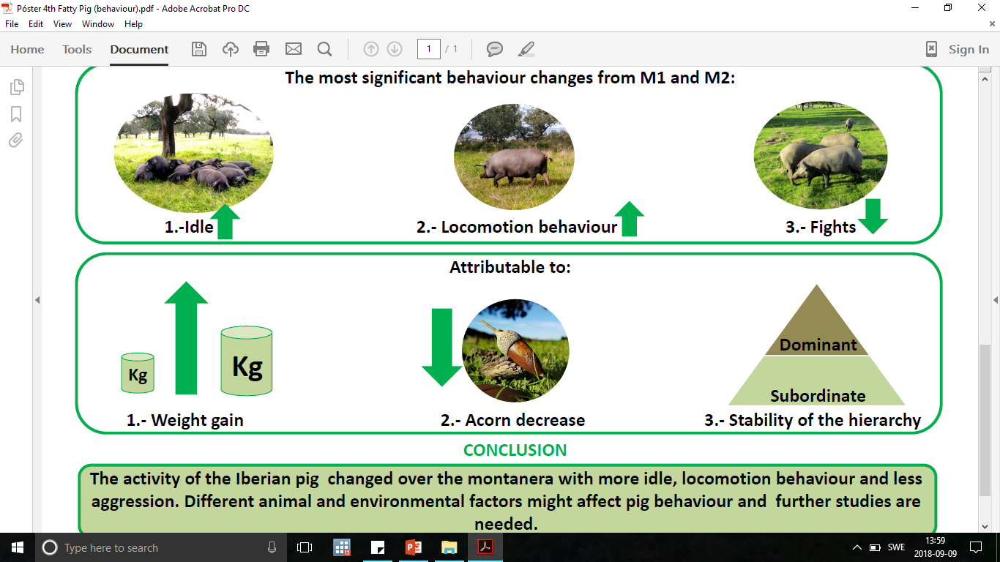 Póster 4th Fatty Pig (behaviour).pdf - Adobe Acrobat Pro DC
File Edit View Window Help
Home Tools Document 1 / 1 Sign In
The most significant behaviour changes from M1 and M2:
1.-Idle 2.- Locomotion behaviour 3.- Fights
Attributable to:
Kg Kg
Dominant
Subordinate
1.- Weight gain 2.- Acorn decrease 3.- Stability of the hierarchy
CONCLUSION
The activity of the Iberian pig changed over the montanera with more idle, locomotion behaviour and less
aggression. Different animal and environmental factors might affect pig behaviour and further studies are
needed.
Type here to search
SWE
13:59
2018-09-09